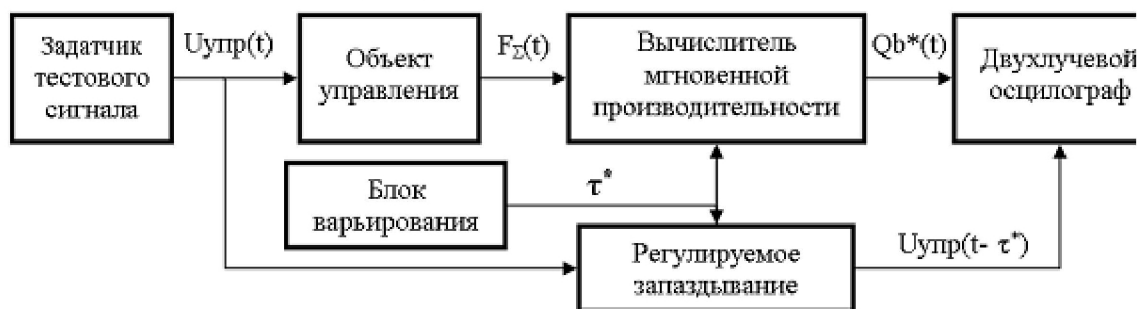 Задатчик
тестового
сигнала
Uупр(t)
Объект
управления
FΣ(t)
Вычислитель
мгновенной
производительности
Qb*(t)
Двухлучевой
осцилограф
Блок
варьирования
τ*
Регулируемое
запаздывание
Uупр(t- τ*)